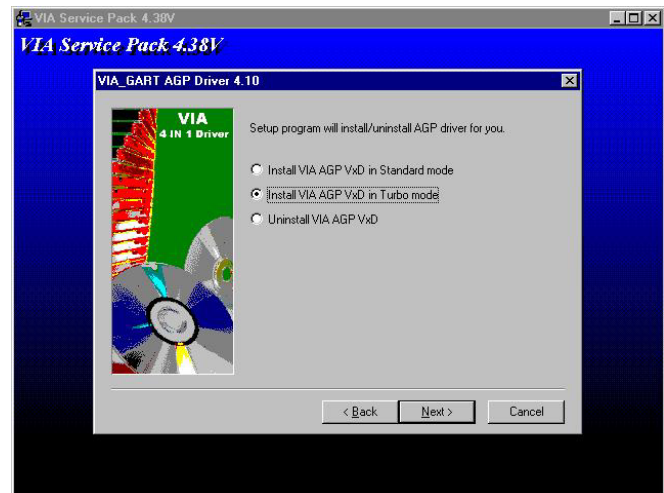 VIA Service Pack 4.38V
VIA Service Pack 4.38V
VIA_GART AGP Driver 4.10
VIA
4 IN 1 Driver
Setup program will install/uninstall AGP driver for you.
Install VIA AGP VxD in Standard mode
Install VIA AGP VxD in Turbo mode
Uninstall VIA AGP VxD
< Back
Next >
Cancel